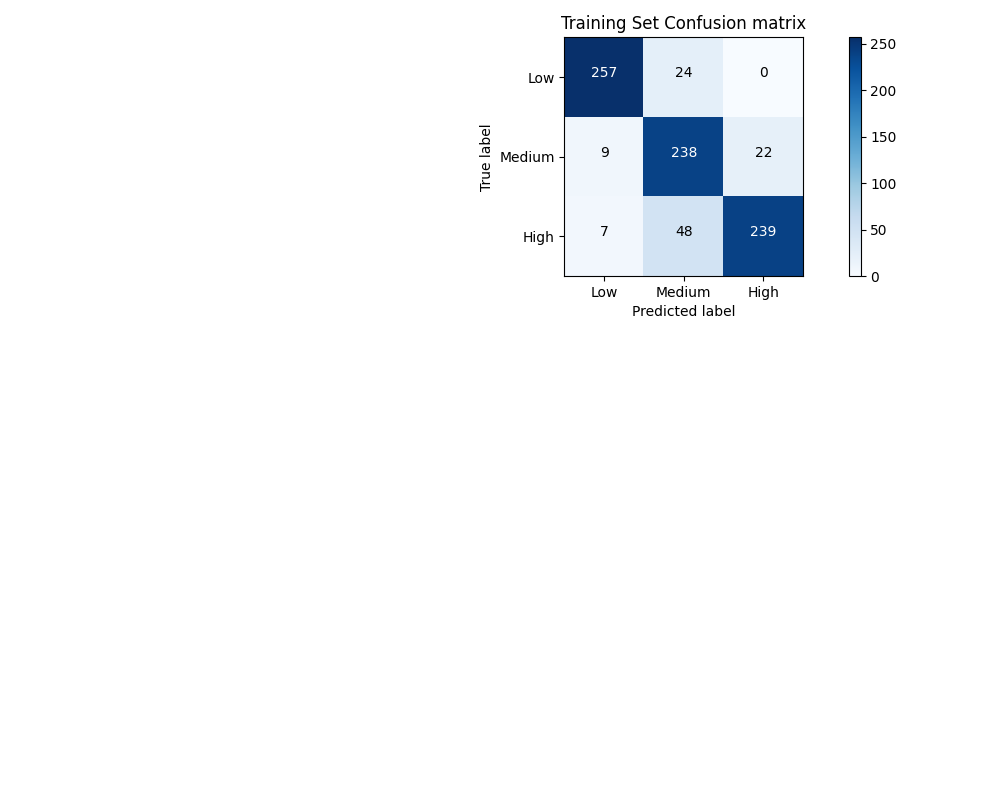 Training Set Confusion matrix
True label
Low 257 24 0
Medium 9 238 22
High 7 48 239
Low Medium High
Predicted label
250
200
150
100
50
0